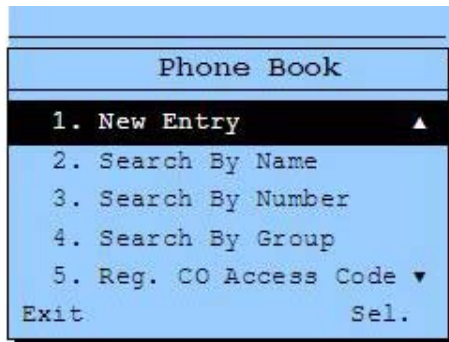 Phone Book
1. New Entry ▲
2. Search By Name
3. Search By Number
4. Search By Group
5. Reg. CO Access Code ▼
Exit Sel.